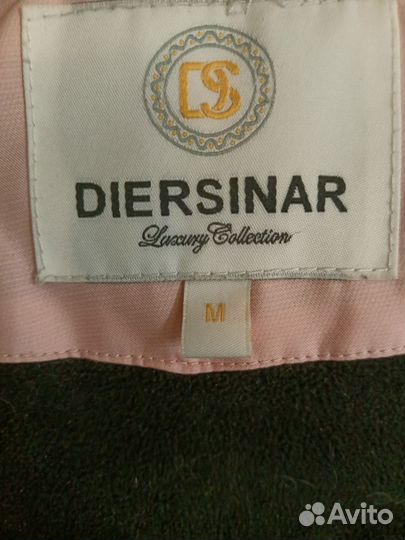 DS
DIERSINAR
Luxury Collection
M
Avito